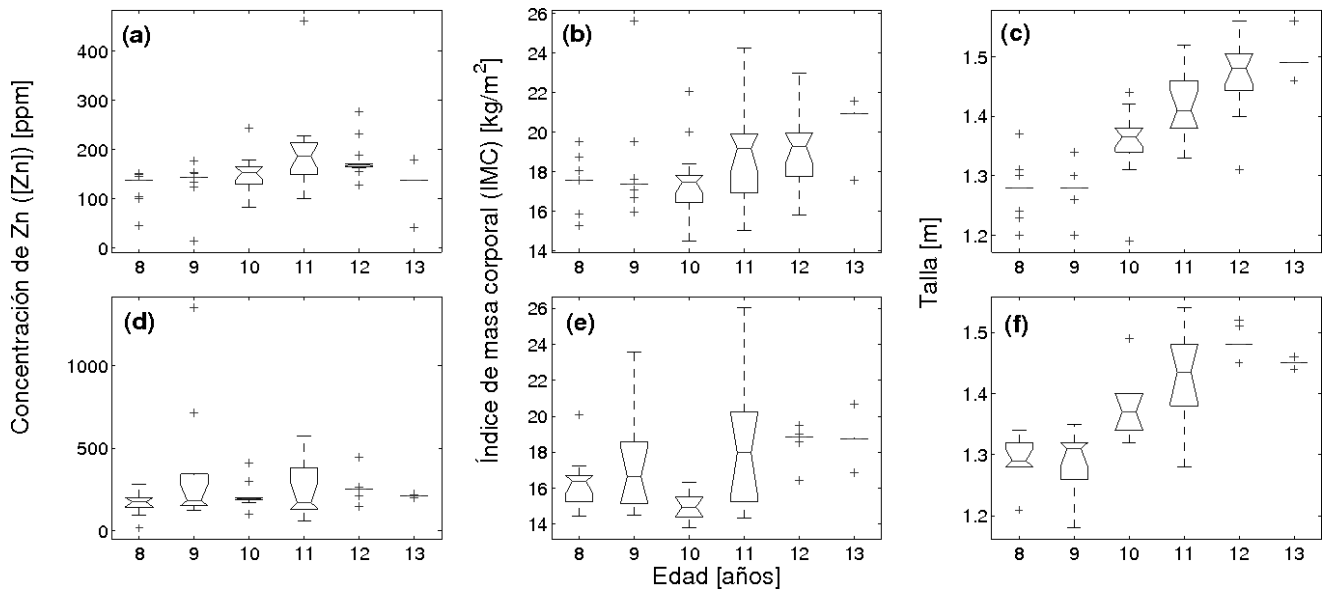 Concentración de Zn ([Zn]) [ppm]
(a)
400
300
200
100
0
8 9 10 11 12 13
Índice de masa corporal (IMC) [kg/m²]
(b)
26
24
22
20
18
16
14
8 9 10 11 12 13
Talla [m]
(c)
1.5
1.4
1.3
1.2
8 9 10 11 12 13
(d)
1000
500
0
8 9 10 11 12 13
(e)
26
24
22
20
18
16
14
8 9 10 11 12 13
(f)
1.5
1.4
1.3
1.2
8 9 10 11 12 13
Edad [años]